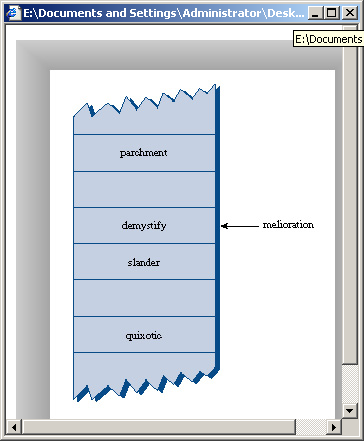 E:\Documents and Settings\Administrator\Desk...
E:\Documents
parchment
demystify
melioration
slander
quixotic